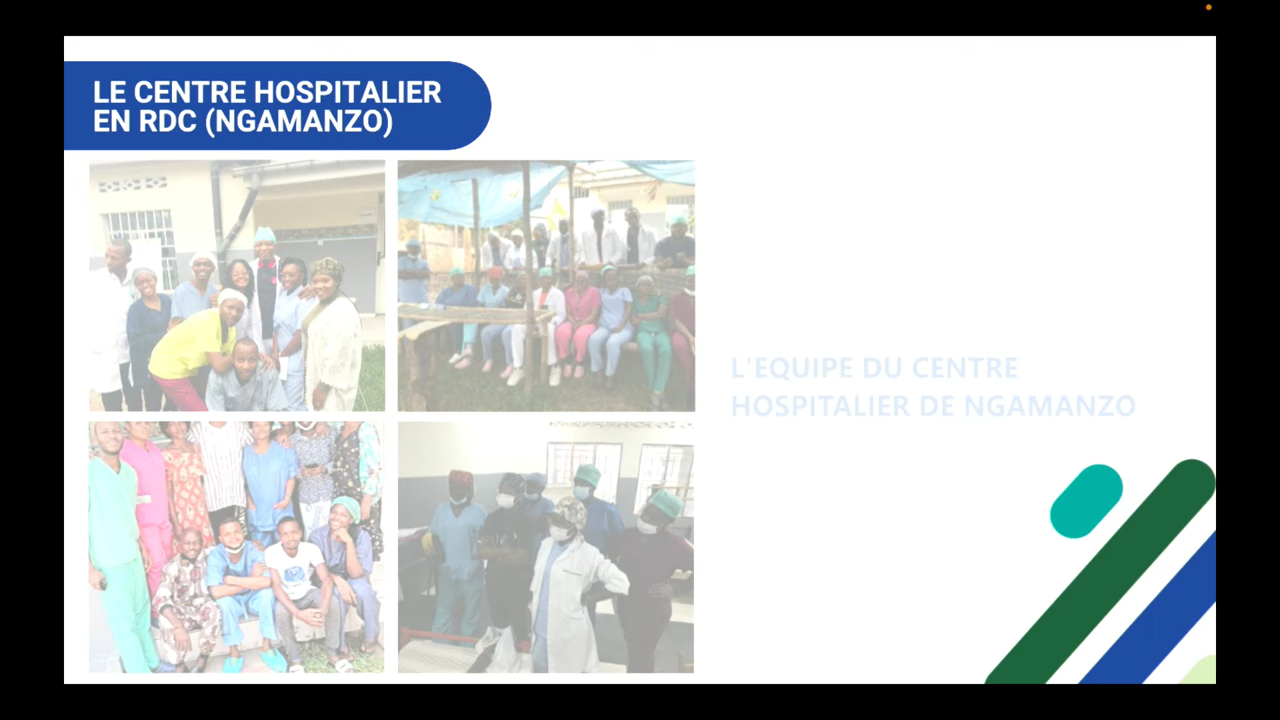 LE CENTRE HOSPITALIER
EN RDC (NGAMANZO)
L'EQUIPE DU CENTRE
HOSPITALIER DE NGAMANZO